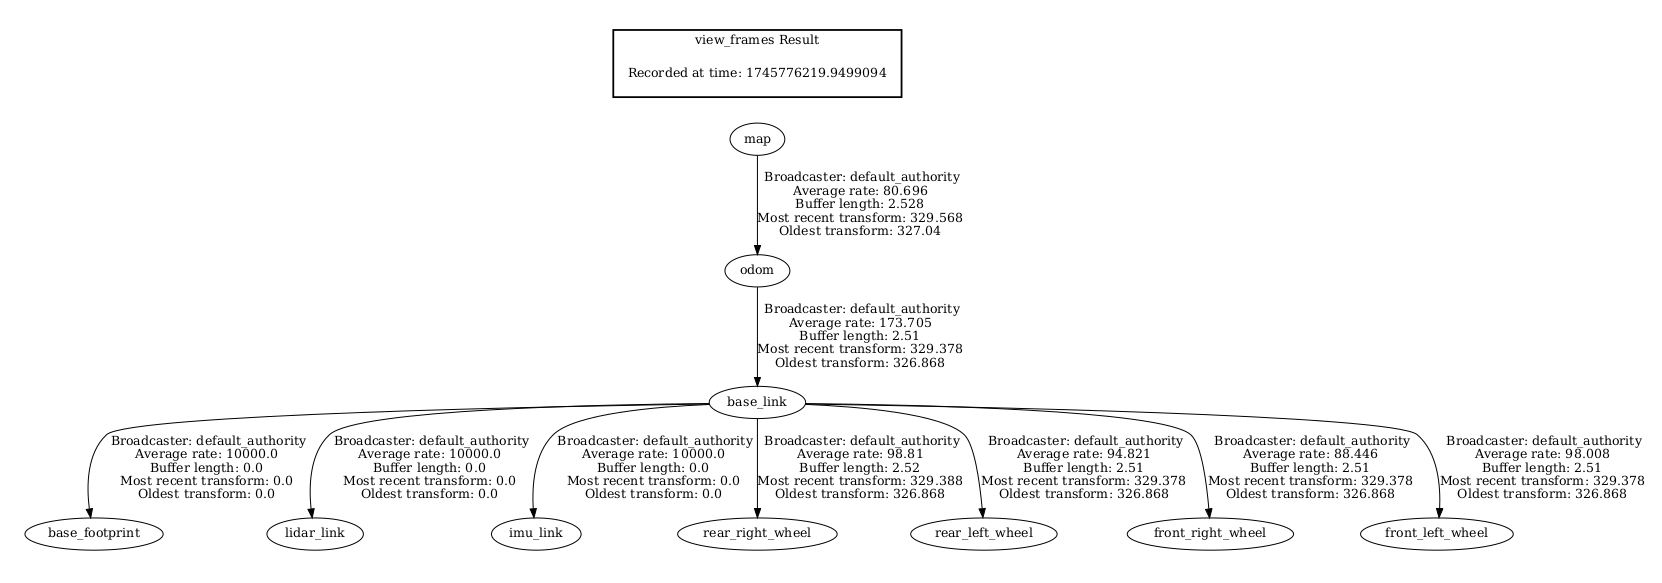 view_frames Result
Recorded at time: 1745776219.9499094
map
Broadcaster: default_authority
Average rate: 80.696
Buffer length: 2.528
Most recent transform: 329.568
Oldest transform: 327.04
odom
Broadcaster: default_authority
Average rate: 173.705
Buffer length: 2.51
Most recent transform: 329.378
Oldest transform: 326.868
base_link
Broadcaster: default_authority
Average rate: 10000.0
Buffer length: 0.0
Most recent transform: 0.0
Oldest transform: 0.0
Broadcaster: default_authority
Average rate: 10000.0
Buffer length: 0.0
Most recent transform: 0.0
Oldest transform: 0.0
Broadcaster: default_authority
Average rate: 10000.0
Buffer length: 0.0
Most recent transform: 0.0
Oldest transform: 0.0
Broadcaster: default_authority
Average rate: 98.81
Buffer length: 2.52
Most recent transform: 329.388
Oldest transform: 326.868
Broadcaster: default_authority
Average rate: 94.821
Buffer length: 2.51
Most recent transform: 329.378
Oldest transform: 326.868
Broadcaster: default_authority
Average rate: 88.446
Buffer length: 2.51
Most recent transform: 329.378
Oldest transform: 326.868
Broadcaster: default_authority
Average rate: 98.008
Buffer length: 2.51
Most recent transform: 329.378
Oldest transform: 326.868
base_footprint
lidar_link
imu_link
rear_right_wheel
rear_left_wheel
front_right_wheel
front_left_wheel